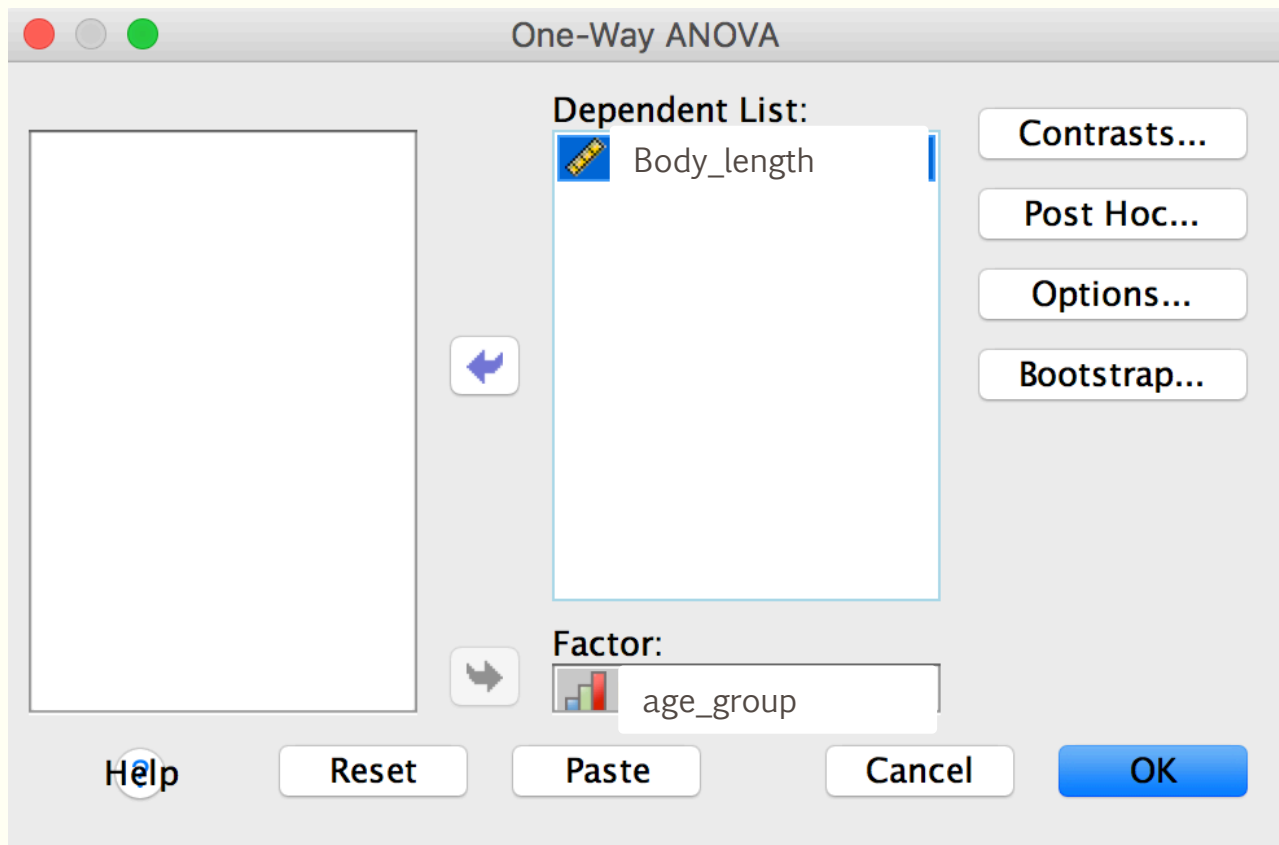 One-Way ANOVA
Dependent List:
Body_length
Contrasts...
Post Hoc...
Options...
Bootstrap...
Factor:
age_group
Help
Reset
Paste
Cancel
OK